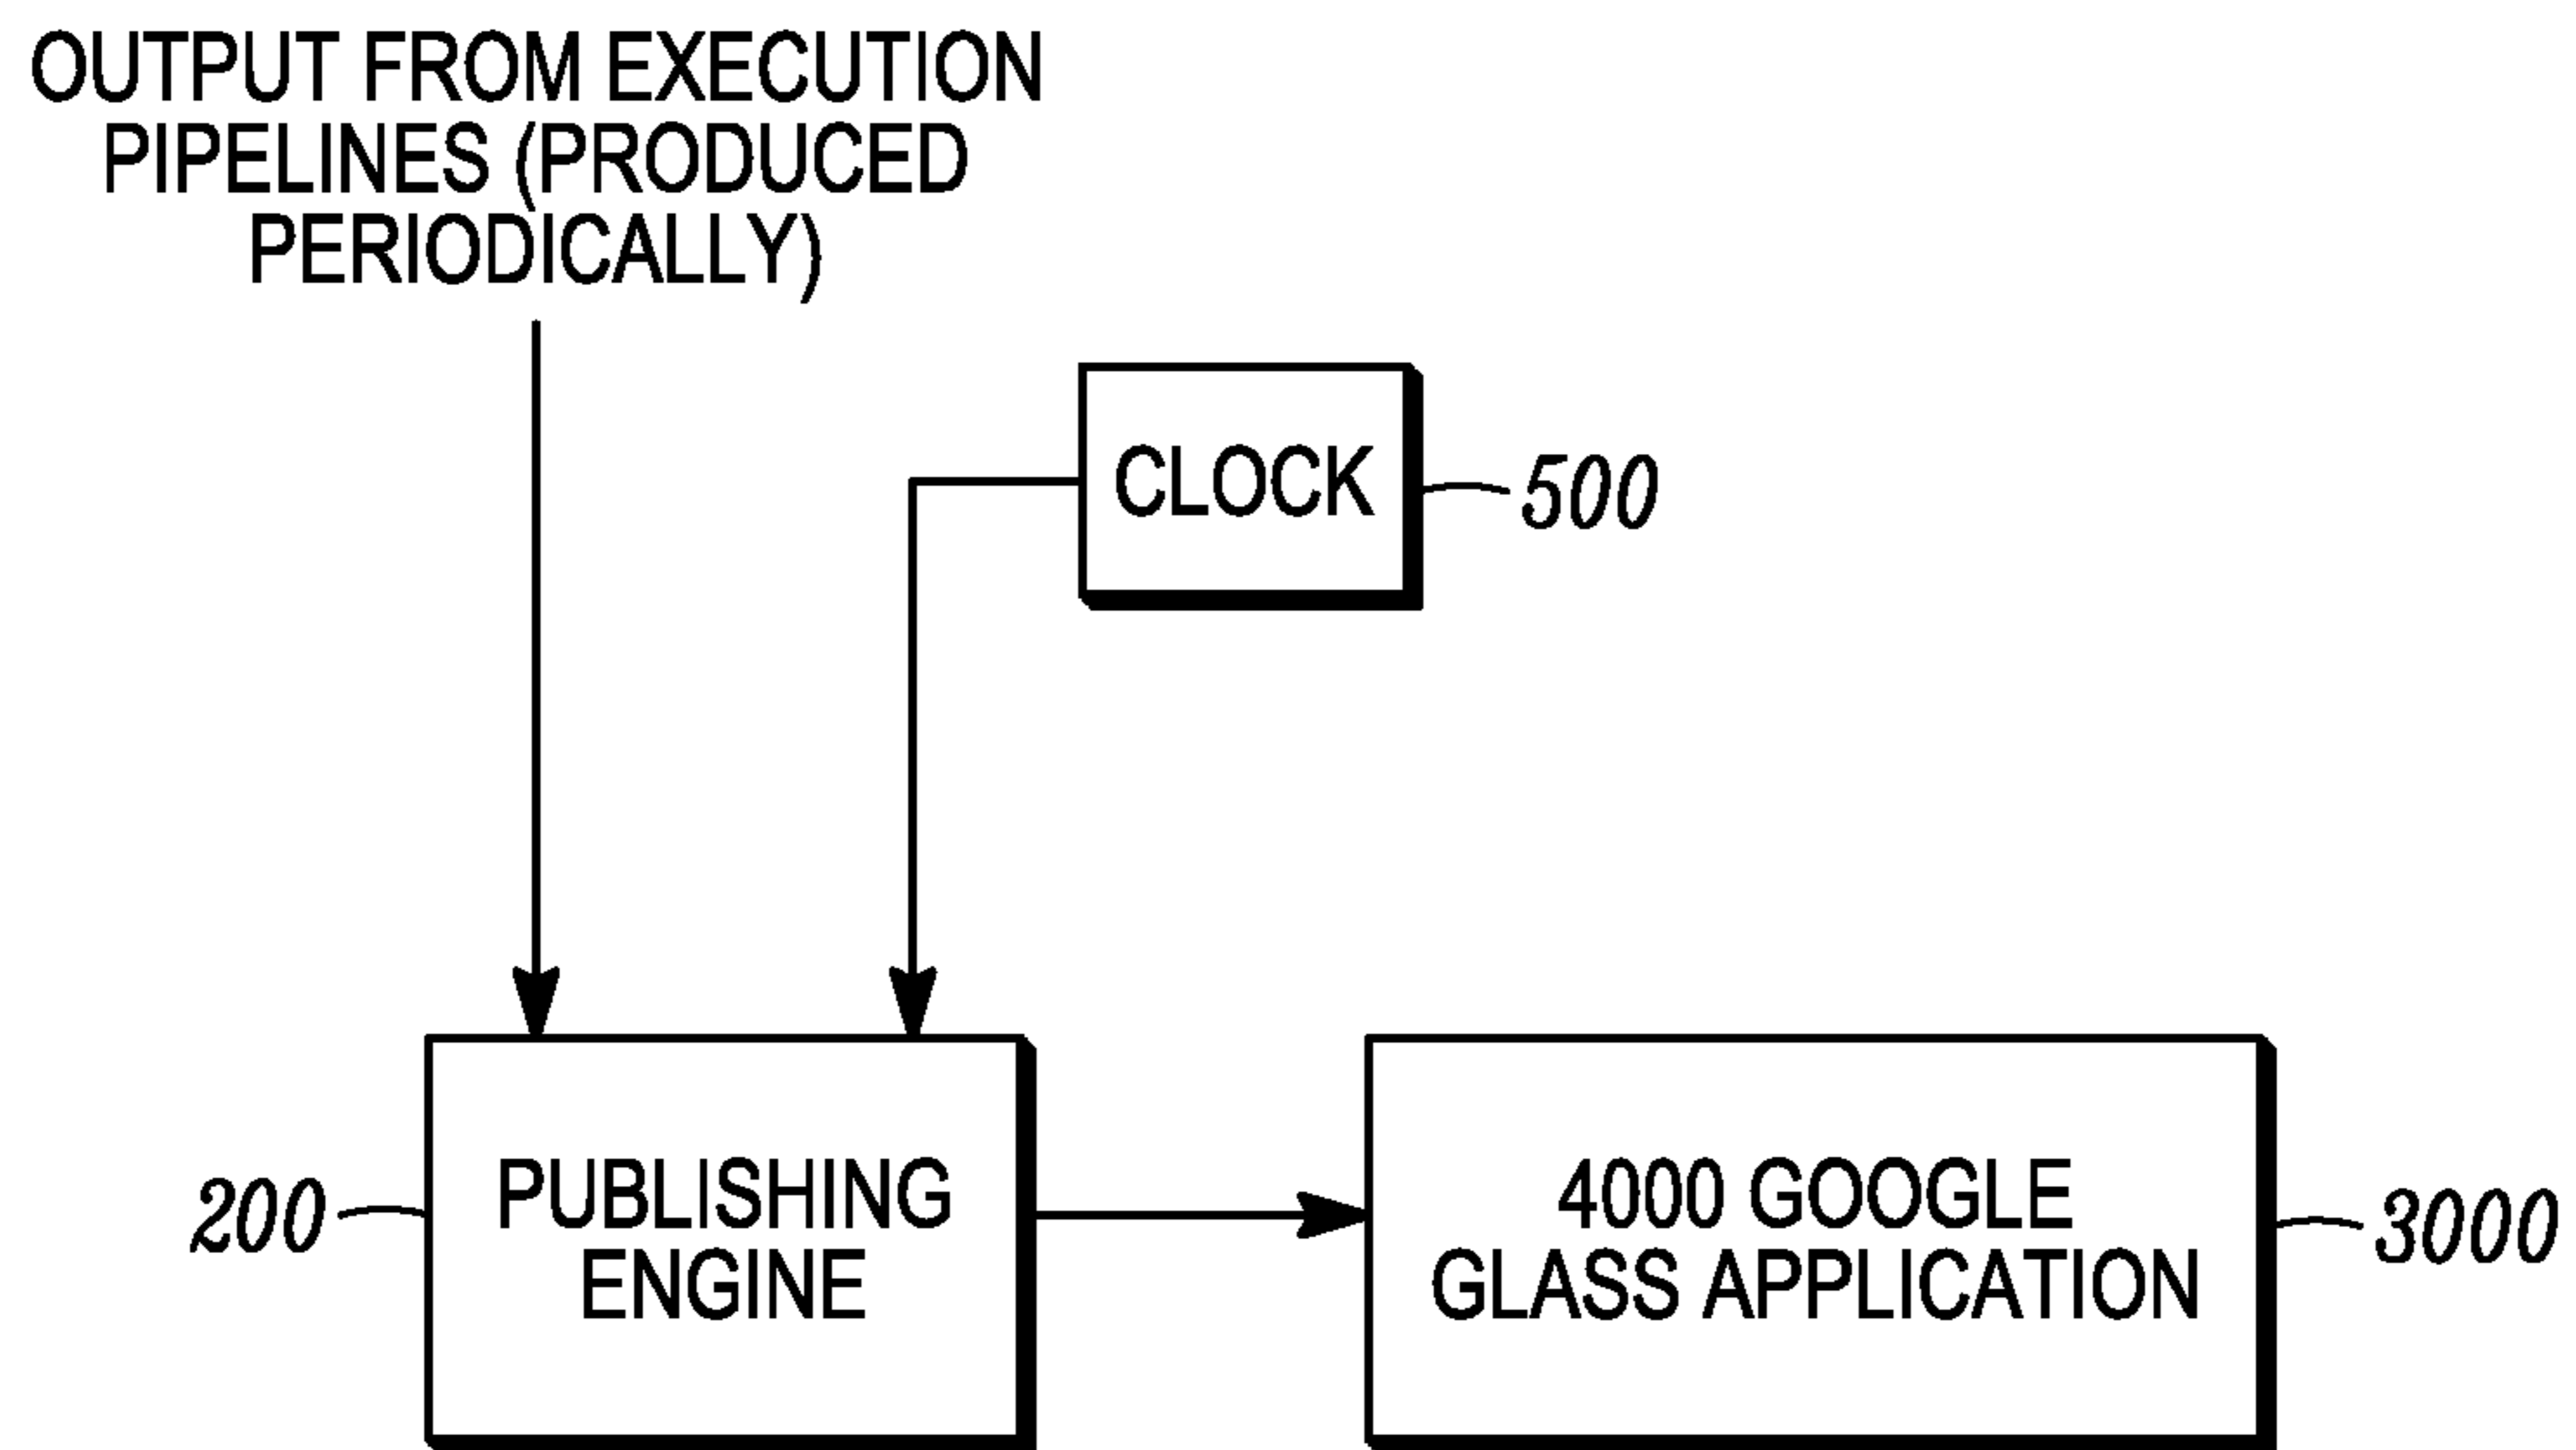 OUTPUT FROM EXECUTION
PIPELINES (PRODUCED
PERIODICALLY)
CLOCK
500
200
PUBLISHING
ENGINE
4000 GOOGLE
GLASS APPLICATION
3000